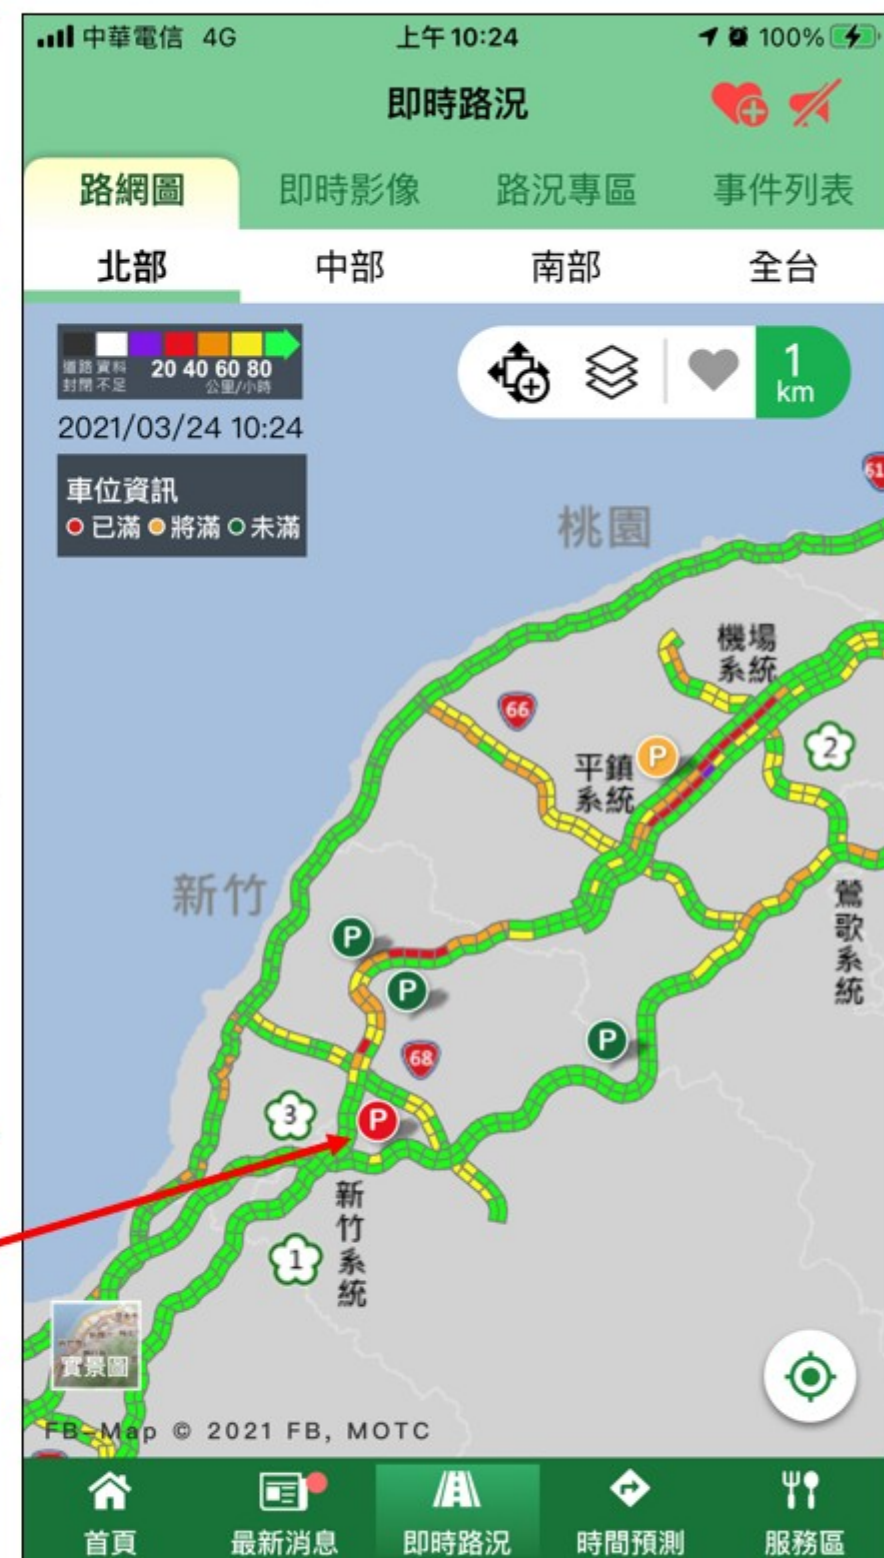 中華電信 4G 上午10:24 100%
即時路況
路網圖 即時影像 路況專區 事件列表
北部 中部 南部 全台
道路封閉 資料不足 20 40 60 80 公里/小時
1 km
2021/03/24 10:24
車位資訊
已滿 將滿 未滿
61
桃園
機場系統
66
2
平鎮系統
P
新竹
鶯歌系統
P
P
P
68
3
P
新竹系統
1
實景圖
FB-Map © 2021 FB, MOTC
首頁 最新消息 即時路況 時間預測 服務區